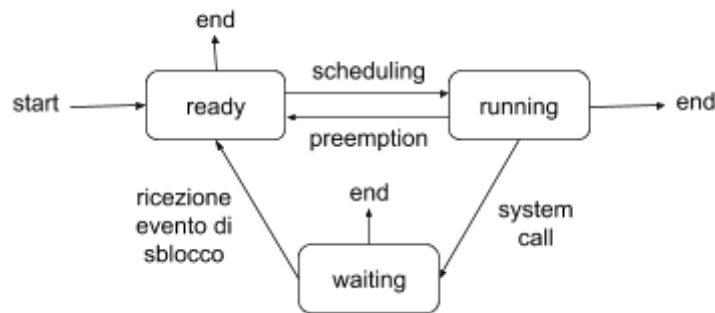 end
scheduling
start
ready
running
end
preemption
ricezione
evento di
sblocco
end
system
call
waiting